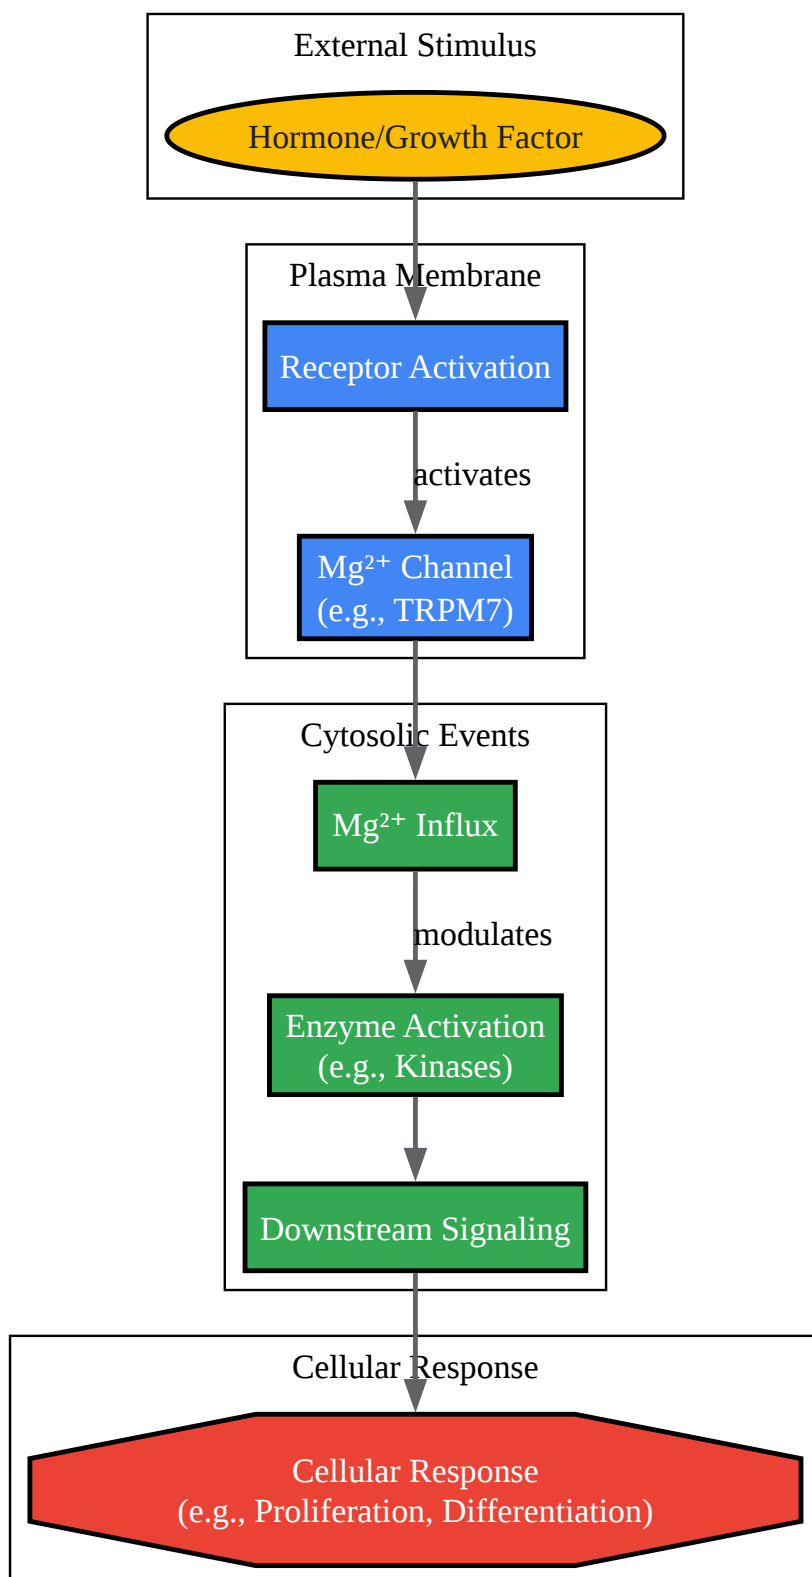 External Stimulus
Hormone/Growth Factor
Plasma Membrane
Receptor Activation
activates
Mg²⁺ Channel
(e.g., TRPM7)
Cytosolic Events
Mg²⁺ Influx
modulates
Enzyme Activation
(e.g., Kinases)
Downstream Signaling
Cellular Response
Cellular Response
(e.g., Proliferation, Differentiation)